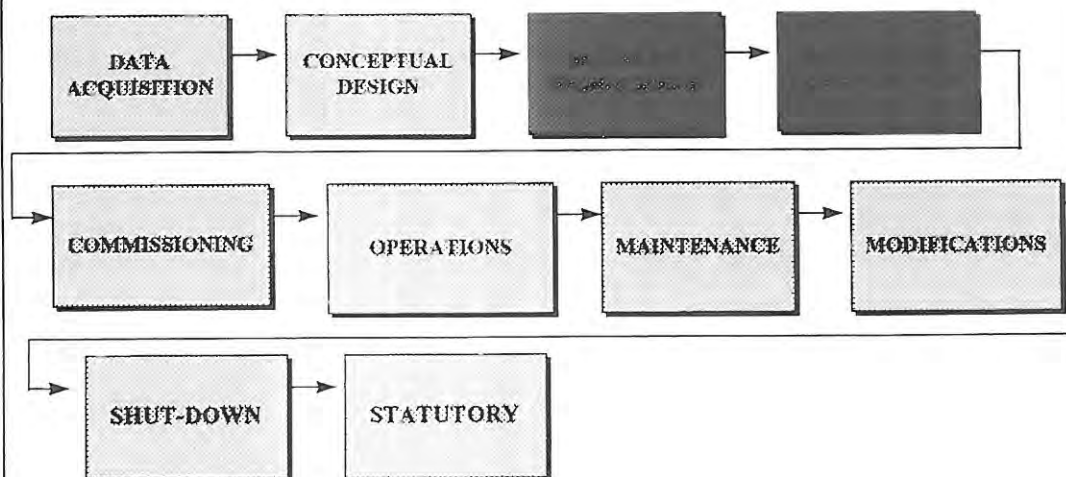 DATA
ACQUISITION
CONCEPTUAL
DESIGN
COMMISSIONING
OPERATIONS
MAINTENANCE
MODIFICATIONS
SHUT-DOWN
STATUTORY